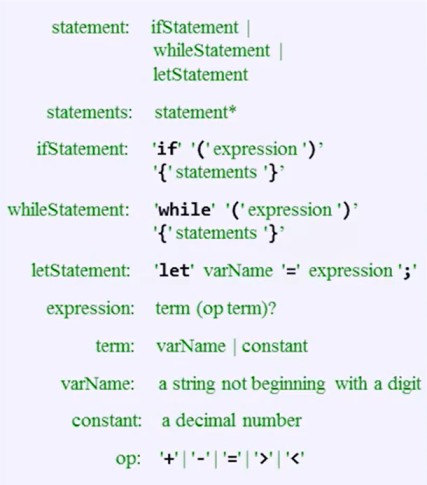 statement: ifStatement |
whileStatement |
letStatement
statements: statement*
ifStatement: 'if' '(' expression ')'
'{' statements '}'
whileStatement: 'while' '(' expression ')'
'{' statements '}'
letStatement: 'let' varName '=' expression ';'
expression: term (op term)?
term: varName | constant
varName: a string not beginning with a digit
constant: a decimal number
op: '+' | '-' | '=' | '>' | '<'